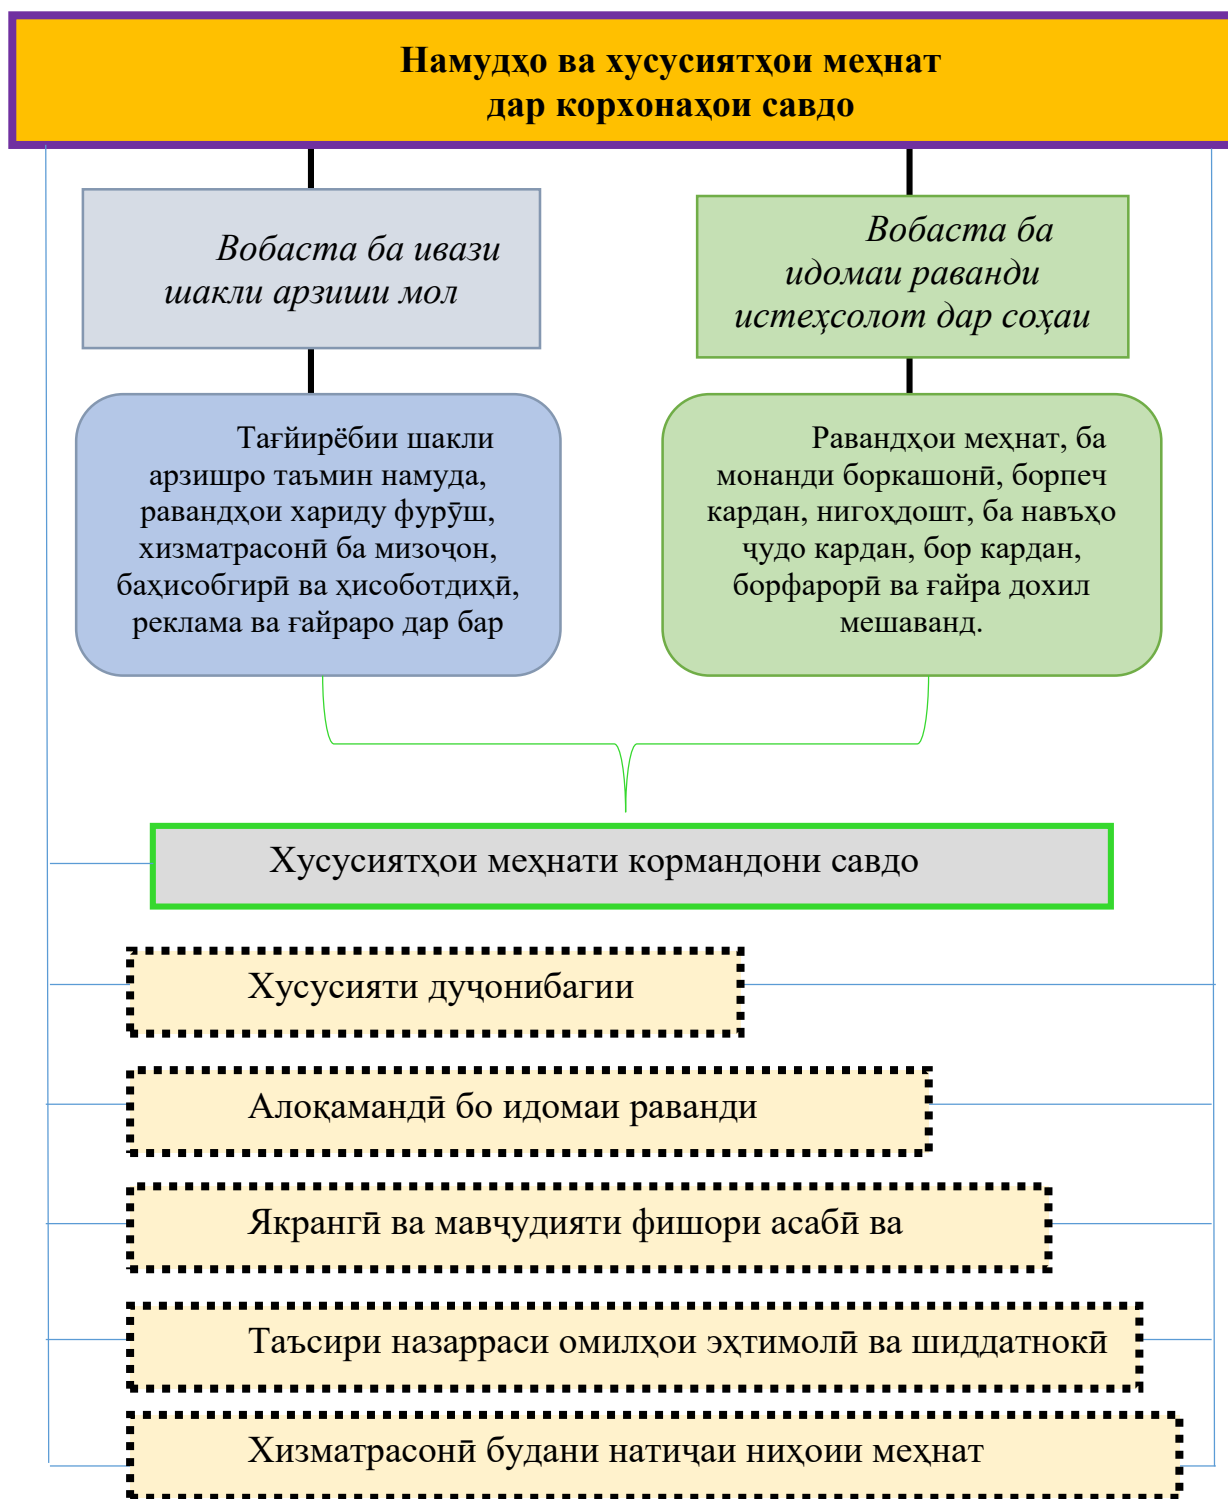 Намудҳо ва хусусиятҳои меҳнат
дар корхонаҳои савдо
Вобаста ба ивази
шакли арзиши мол
Вобаста ба
идомаи раванди
истеҳсолот дар соҳаи
Тағйирёбии шакли
арзишро таъмин намуда,
равандҳои хариду фурӯш,
хизматрасонӣ ба мизоҷон,
баҳисобгирӣ ва ҳисоботдиҳӣ,
реклама ва ғайраро дар бар
Равандҳои меҳнат, ба
монанди боркашонӣ, борпеч
кардан, нигоҳдошт, ба навъҳо
ҷудо кардан, бор кардан,
борфарорӣ ва ғайра дохил
мешаванд.
Хусусиятҳои меҳнати кормандони савдо
Хусусияти дуҷонибагии
Алоқамандӣ бо идомаи раванди
Якрангӣ ва мавҷудияти фишори асабӣ ва
Таъсири назарраси омилҳои эҳтимолӣ ва шиддатнокӣ
Хизматрасонӣ будани натиҷаи ниҳоии меҳнат